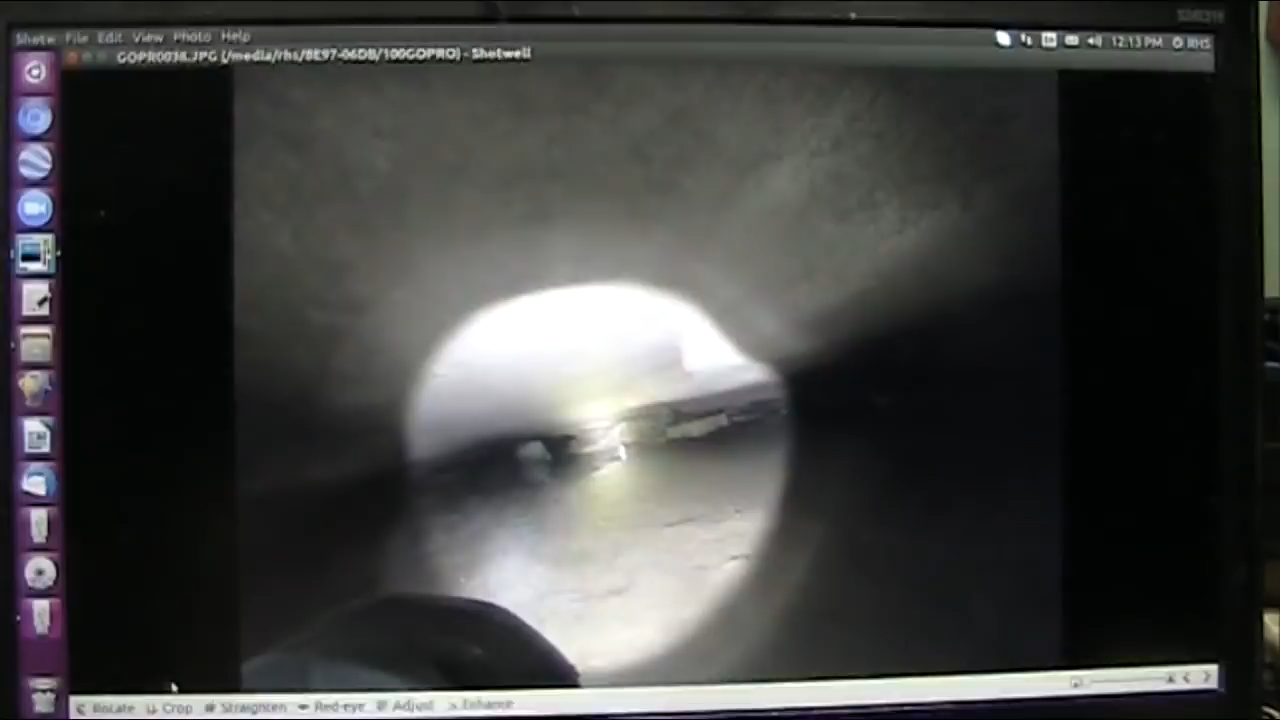 File Edit View Photo Help
12:13 PM RHS
GOPR0038.JPG (/media/rhs/8E97-06DB/100GOPRO) - Shotwell
Rotate Crop Straighten Red-eye Adjust Enhance